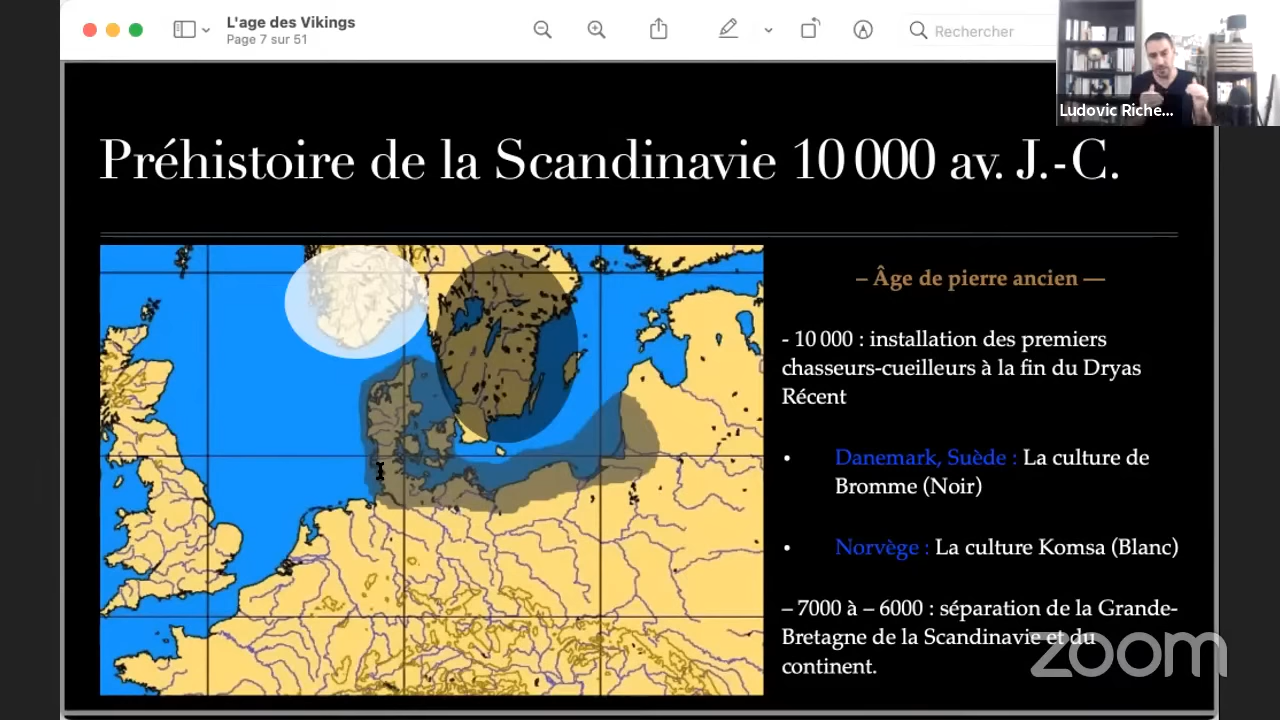 L'age des Vikings
Page 7 sur 51
Rechercher
Ludovic Riche...
Préhistoire de la Scandinavie 10 000 av. J.-C.
– Âge de pierre ancien —
- 10 000 : installation des premiers
chasseurs-cueilleurs à la fin du Dryas
Récent
• Danemark, Suède : La culture de
Bromme (Noir)
• Norvège : La culture Komsa (Blanc)
– 7000 à – 6000 : séparation de la Grande-
Bretagne de la Scandinavie et du
continent.
zoom